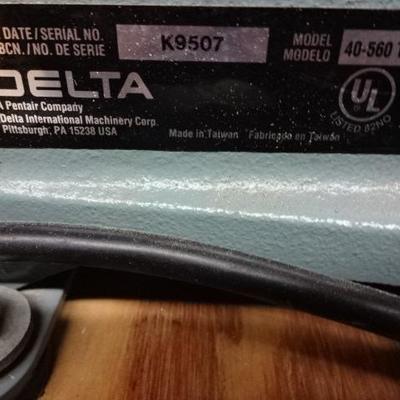 DATE/SERIAL NO. K9507 MODEL 40-560
BCN./NO. DE SERIE MODELO
DELTA
A Pentair Company
Delta International Machinery Corp.
Pittsburgh, PA 15238 USA
Made in Taiwan Fabricado en Taiwan
UL
LISTED 82N0